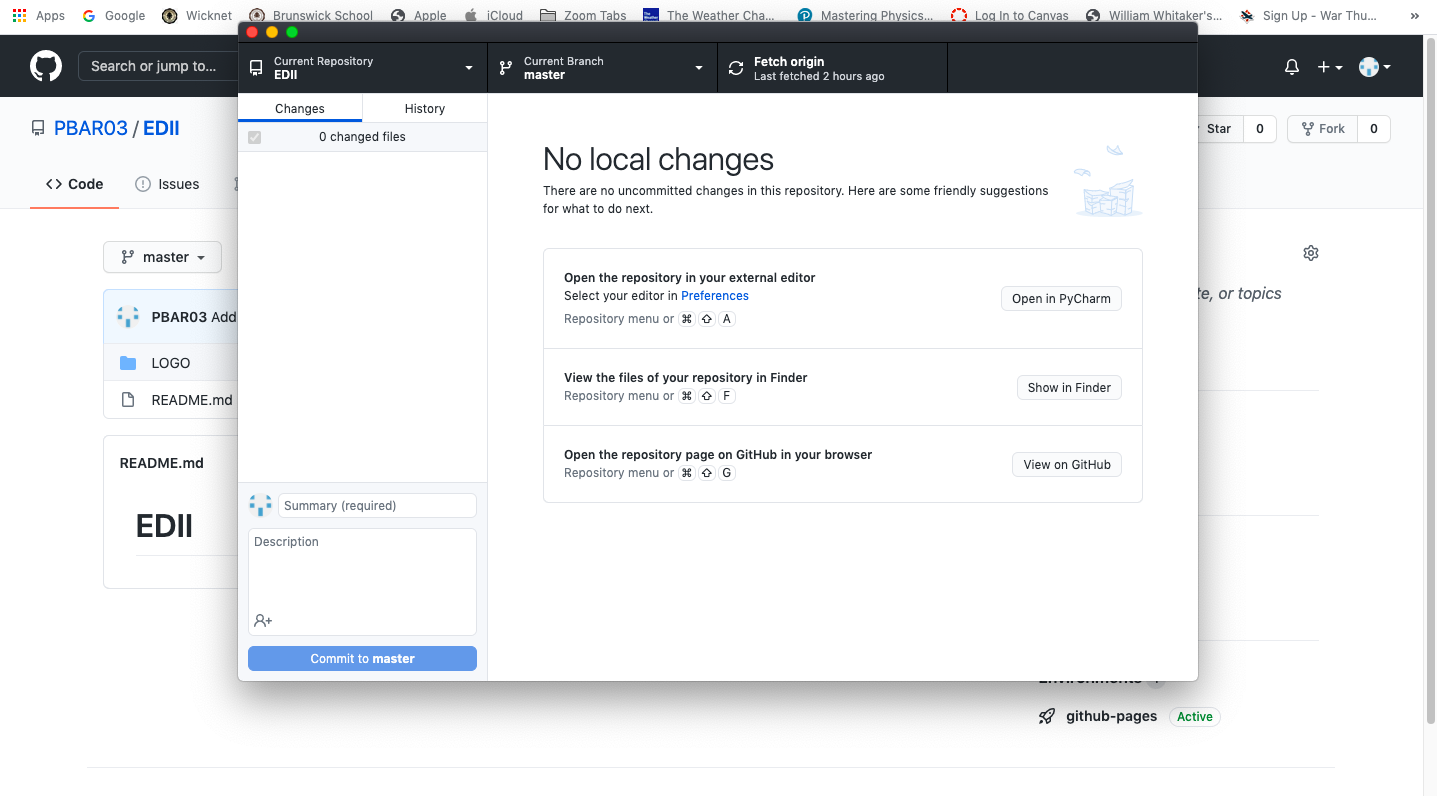 Apps Google Wicknet Brunswick School Apple iCloud Zoom Tabs The Weather Cha... Mastering Physics... Log In to Canvas William Whitaker's... Sign Up - War Thu... »
Search or jump to...
Current Repository
EDII
Current Branch
master
Fetch origin
Last fetched 2 hours ago
PBAR03 / EDII
Star 0
Fork 0
Code
Issues
master
PBAR03 Add
LOGO
README.md
README.md
EDII
Changes
History
0 changed files
No local changes
There are no uncommitted changes in this repository. Here are some friendly suggestions
for what to do next.
Open the repository in your external editor
Select your editor in Preferences
Repository menu or ⌘ ⇧ A
Open in PyCharm
View the files of your repository in Finder
Repository menu or ⌘ ⇧ F
Show in Finder
Open the repository page on GitHub in your browser
Repository menu or ⌘ ⇧ G
View on GitHub
Summary (required)
Description
Commit to master
te, or topics
Environments
github-pages Active